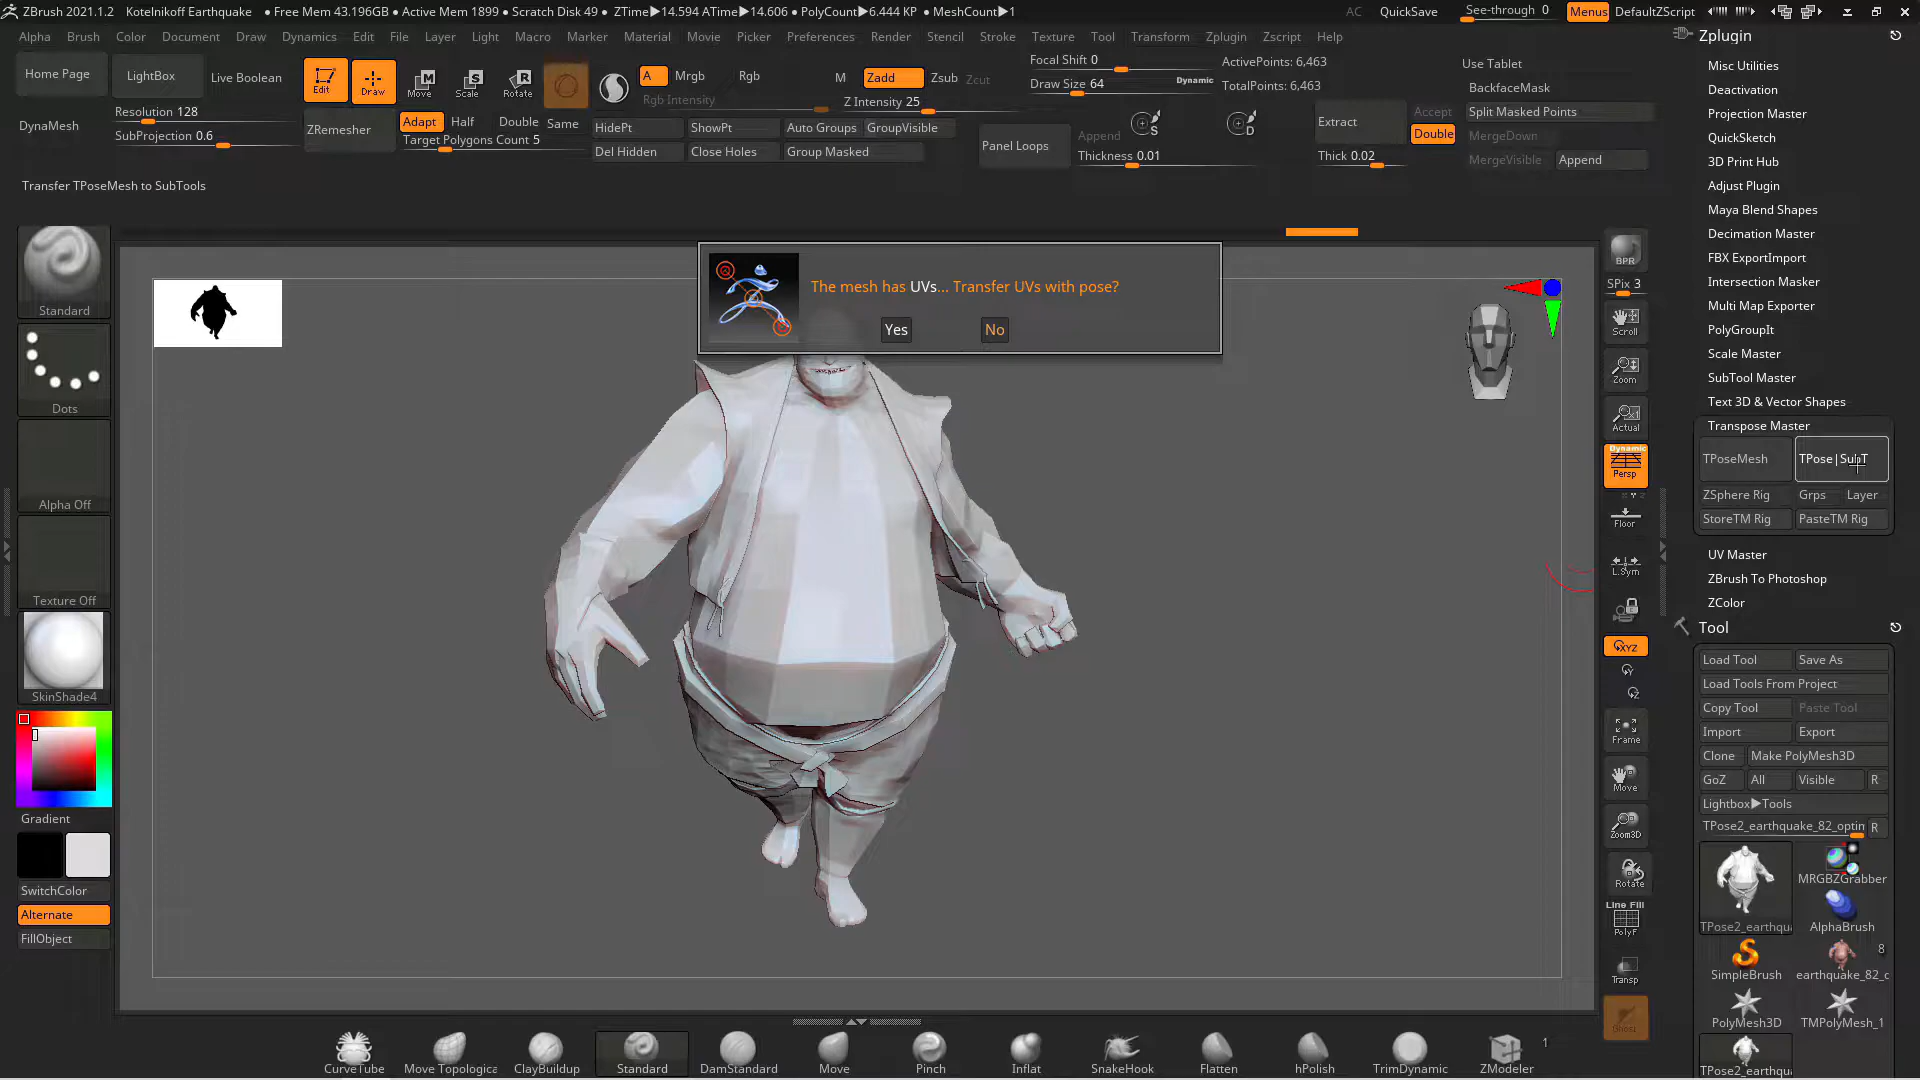 ZBrush 2021.1.2 Kotelnikoff Earthquake • Free Mem 43.196GB • Active Mem 1899 • Scratch Disk 49 • ZTime▶14.594 ATime▶14.606 • PolyCount▶6.444 KP • MeshCount▶1 AC QuickSave See-through 0 Menus DefaultZScript
Alpha Brush Color Document Draw Dynamics Edit File Layer Light Macro Marker Material Movie Picker Preferences Render Stencil Stroke Texture Tool Transform Zplugin Zscript Help
Home Page LightBox Live Boolean
DynaMesh
Resolution 128
SubProjection 0.6
Edit Draw Move Scale Rotate
ZRemesher
Adapt Half Double Same
Target Polygons Count 5
A Mrgb Rgb M Zadd Zsub Zcut
Rgb Intensity Z Intensity 25
HidePt ShowPt Auto Groups GroupVisible
Del Hidden Close Holes Group Masked
Focal Shift 0
Draw Size 64 Dynamic
ActivePoints: 6,463
TotalPoints: 6,463
S D
Panel Loops
Append
Thickness 0.01
Extract
Accept
Double
Thick 0.02
Use Tablet
BackfaceMask
Split Masked Points
MergeDown
MergeVisible Append
Transfer TPoseMesh to SubTools
The mesh has UVs... Transfer UVs with pose?
Yes No
Standard
Dots
Alpha Off
Texture Off
SkinShade4
Gradient
SwitchColor
Alternate
FillObject
BPR
SPix 3
Scroll
Zoom
Actual
Dynamic
Persp
Floor
L.Sym
XYZ
Y
Z
Frame
Move
Zoom3D
Rotate
Line Fill
PolyF
Transp
Ghost
Zplugin
Misc Utilities
Deactivation
Projection Master
QuickSketch
3D Print Hub
Adjust Plugin
Maya Blend Shapes
Decimation Master
FBX ExportImport
Intersection Masker
Multi Map Exporter
PolyGroupIt
Scale Master
SubTool Master
Text 3D & Vector Shapes
Transpose Master
TPoseMesh TPose|SubT
ZSphere Rig Grps Layer
StoreTM Rig PasteTM Rig
UV Master
ZBrush To Photoshop
ZColor
Tool
Load Tool Save As
Load Tools From Project
Copy Tool Paste Tool
Import Export
Clone Make PolyMesh3D
GoZ All Visible R
Lightbox▶Tools
TPose2_earthquake_82_optin R
TPose2_earthqua MRGBZGrabber
AlphaBrush
8
SimpleBrush earthquake_82_c
PolyMesh3D TMPolyMesh_1
TPose2_earthqua
CurveTube Move Topologica ClayBuildup Standard DamStandard Move Pinch Inflat SnakeHook Flatten hPolish TrimDynamic ZModeler 1